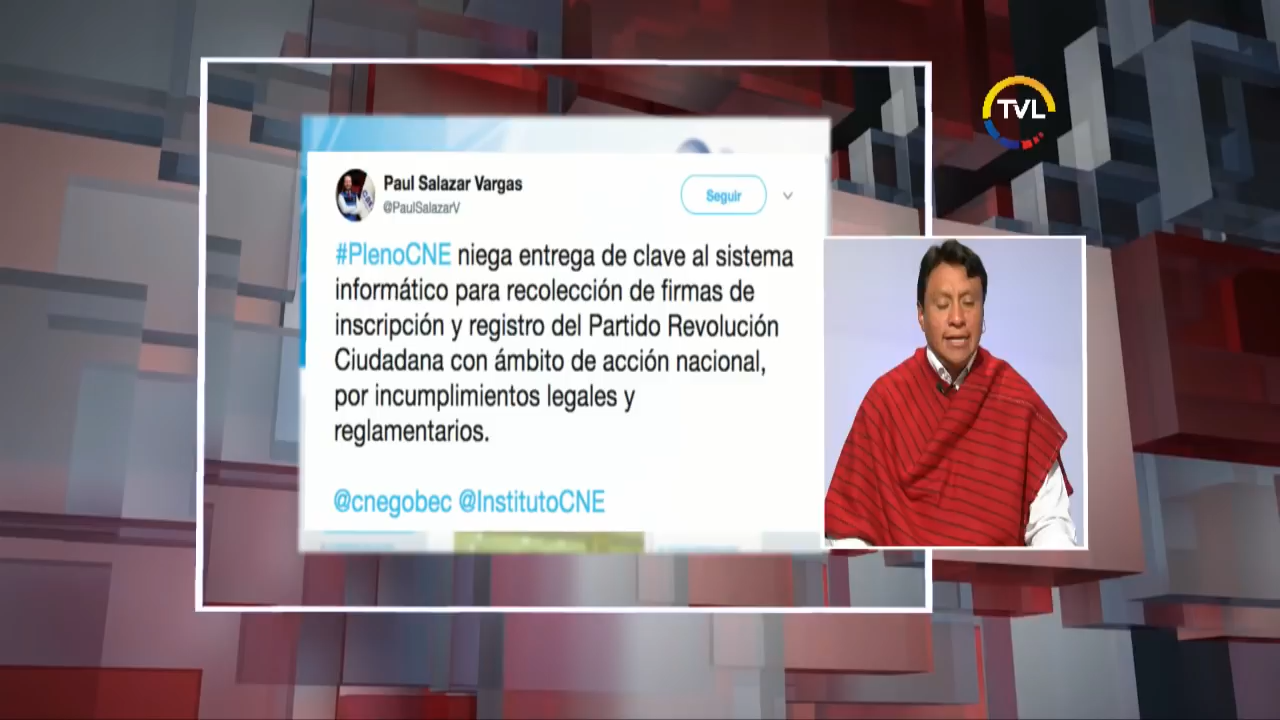 TVL
Paul Salazar Vargas
@PaulSalazarV
Seguir
#PlenoCNE niega entrega de clave al sistema
informático para recolección de firmas de
inscripción y registro del Partido Revolución
Ciudadana con ámbito de acción nacional,
por incumplimientos legales y
reglamentarios.
@cnegobec @InstitutoCNE